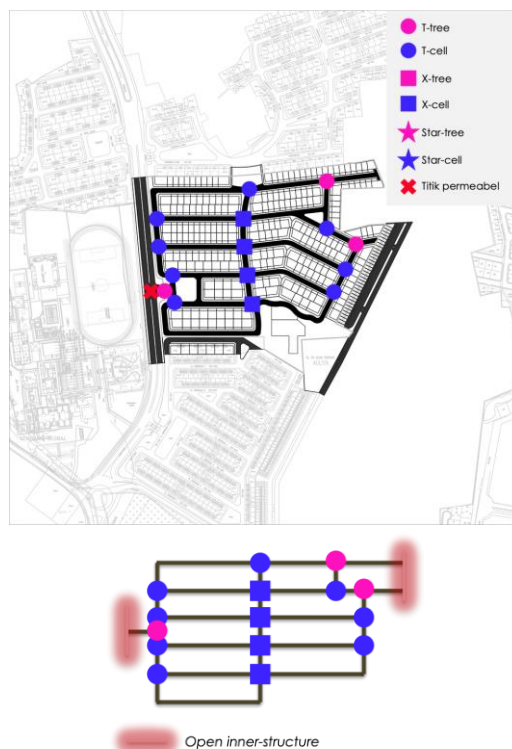 T-tree
T-cell
X-tree
X-cell
Star-tree
Star-cell
Titik permeabel
Open inner-structure